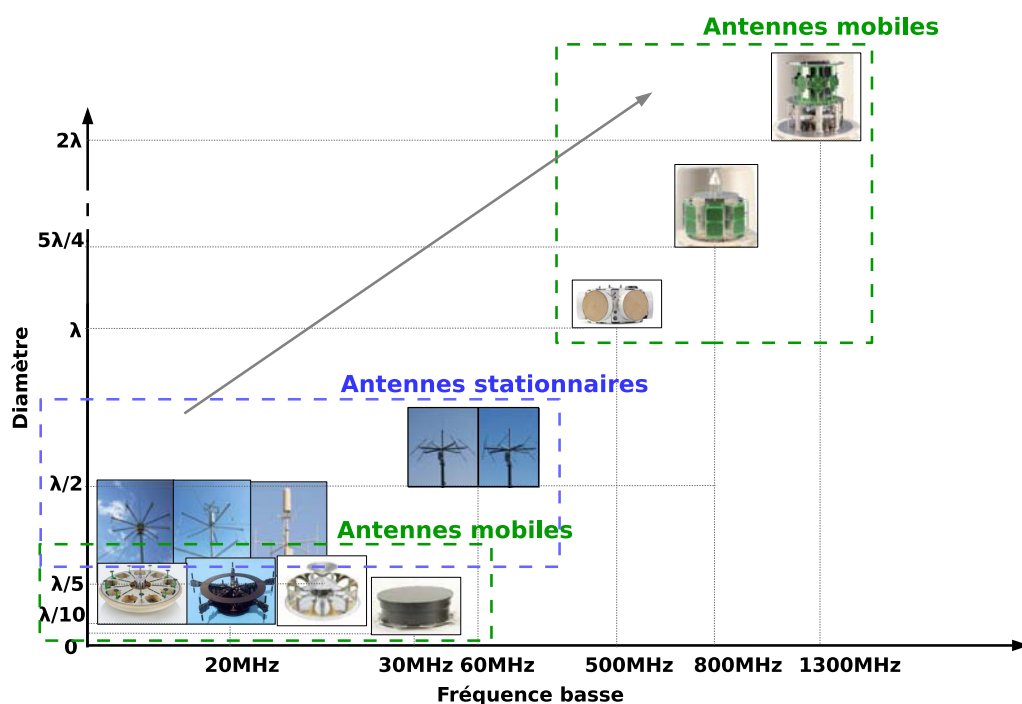 Antennes mobiles
2λ
5λ/4
λ
Diamètre
Antennes stationnaires
λ/2
Antennes mobiles
λ/5
λ/10
0
20MHz 30MHz 60MHz 500MHz 800MHz 1300MHz
Fréquence basse